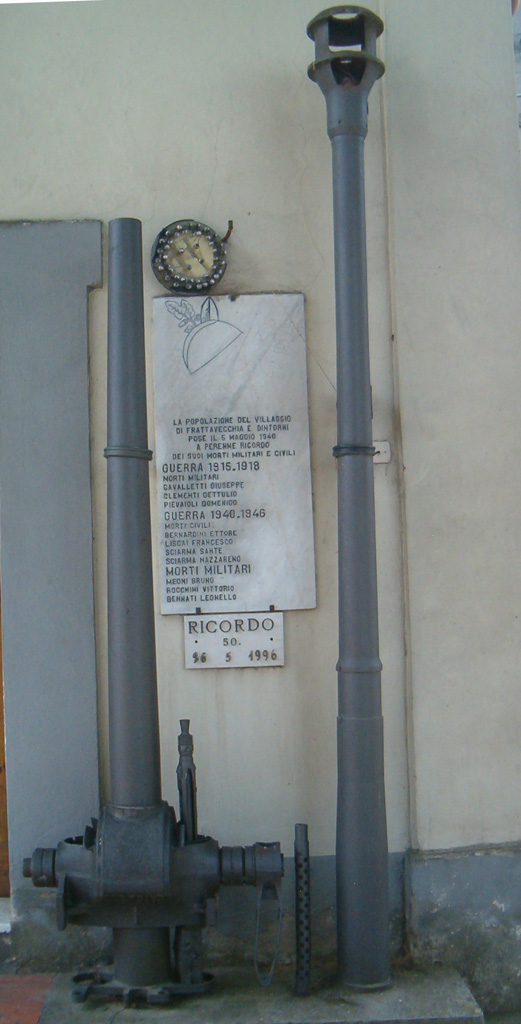 LA POPOLAZIONE DEL VILLAGGIO
DI FRATTAVECCHIA E DINTORNI
POSE IL 5 MAGGIO 1946
A PERENNE RICORDO
DEI SUOI MORTI MILITARI E CIVILI
GUERRA 1915.1918
MORTI MILITARI
CAVALLETTI GIUSEPPE
CLEMENTI GETTULIO
PIEVAIOLI DOMENICO
GUERRA 1940.1946
MORTI CIVILI:
BERNARDINI ETTORE
LISCAI FRANCESCO
SCIARMA SANTE
SCIARMA NAZZARENO
MORTI MILITARI
MEONI BRUNO
ROCCHINI VITTORIO
BENNATI LEONELLO
RICORDO
50.
26 5 1996